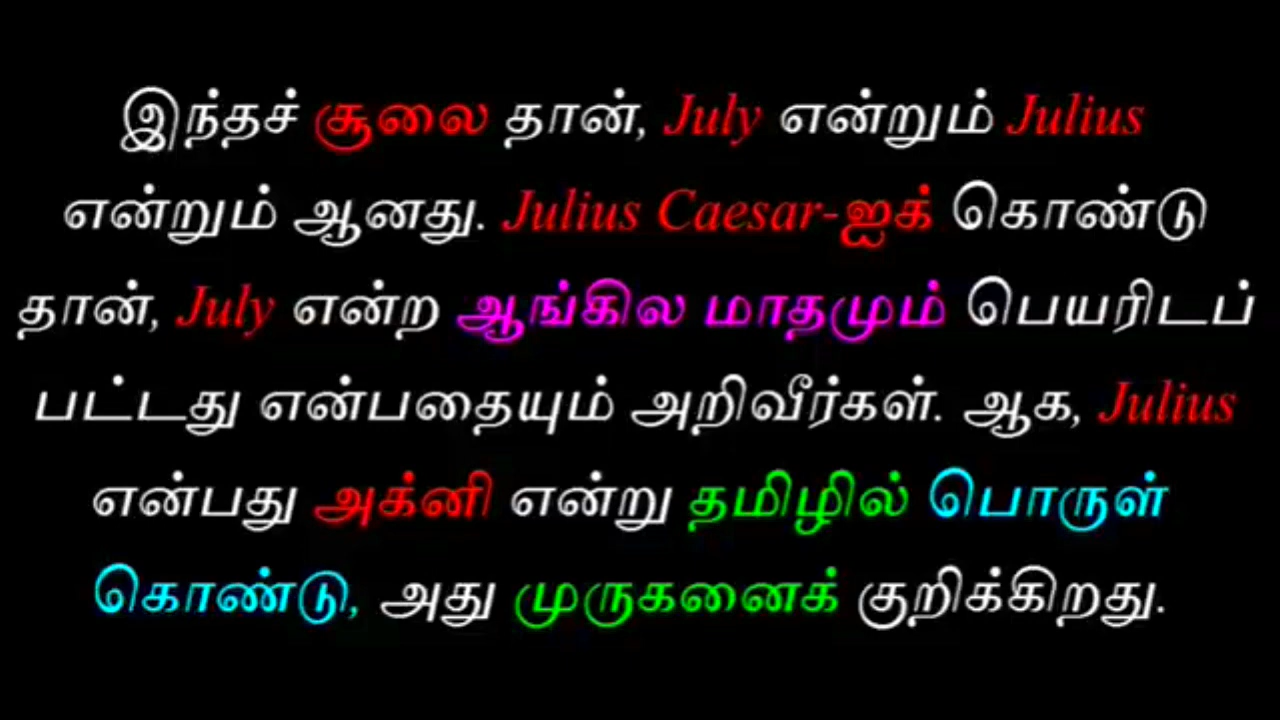 இந்தச் சூலை தான், July என்றும் Julius
என்றும் ஆனது. Julius Caesar-ஐக் கொண்டு
தான், July என்ற ஆங்கில மாதமும் பெயரிடப்
பட்டது என்பதையும் அறிவீர்கள். ஆக, Julius
என்பது அக்னி என்று தமிழில் பொருள்
கொண்டு, அது முருகனைக் குறிக்கிறது.